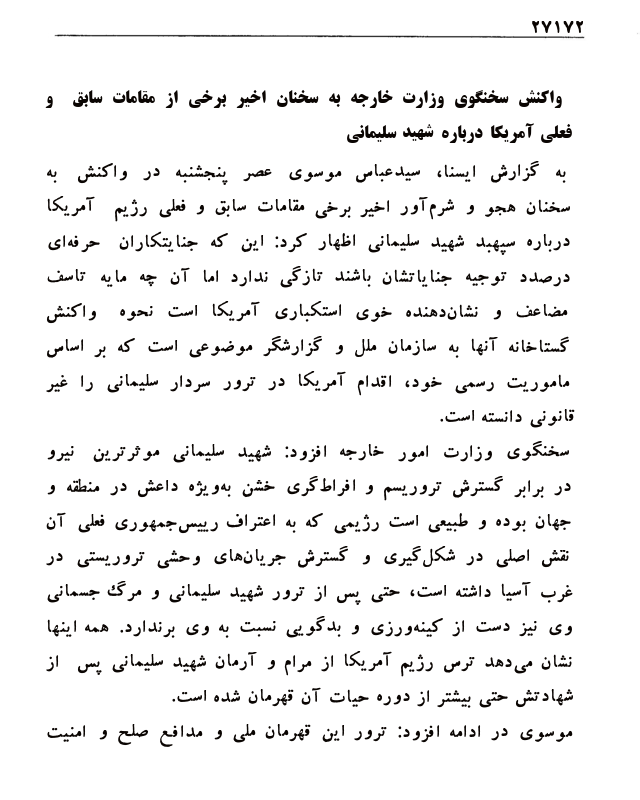 ۲۷۱۷۲
واکنش سخنگوی وزارت خارجه به سخنان اخیر برخی از مقامات سابق و
فعلی آمریکا درباره شهید سلیمانی
به گزارش ایسنا، سیدعباس موسوی عصر پنجشنبه در واکنش به
سخنان هجو و شرم‌آور اخیر برخی مقامات سابق و فعلی رژیم آمریکا
درباره سپهبد شهید سلیمانی اظهار کرد: این که جنایتکاران حرفه‌ای
درصدد توجیه جنایاتشان باشند تازگی ندارد اما آن چه مایه تاسف
مضاعف و نشان‌دهنده خوی استکباری آمریکا است نحوه واکنش
گستاخانه آنها به سازمان ملل و گزارشگر موضوعی است که بر اساس
ماموریت رسمی خود، اقدام آمریکا در ترور سردار سلیمانی را غیر
قانونی دانسته است.
سخنگوی وزارت امور خارجه افزود: شهید سلیمانی موثرترین نیرو
در برابر گسترش تروریسم و افراط‌گری خشن به‌ویژه داعش در منطقه و
جهان بوده و طبیعی است رژیمی که به اعتراف رییس‌جمهوری فعلی آن
نقش اصلی در شکل‌گیری و گسترش جریان‌های وحشی تروریستی در
غرب آسیا داشته است، حتی پس از ترور شهید سلیمانی و مرگ جسمانی
وی نیز دست از کینه‌ورزی و بدگویی نسبت به وی برندارد. همه اینها
نشان می‌دهد ترس رژیم آمریکا از مرام و آرمان شهید سلیمانی پس از
شهادتش حتی بیشتر از دوره حیات آن قهرمان شده است.
موسوی در ادامه افزود: ترور این قهرمان ملی و مدافع صلح و امنیت